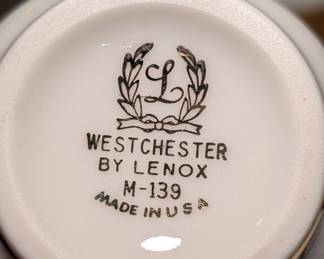 L
WESTCHESTER
BY LENOX
M-139
MADE IN USA